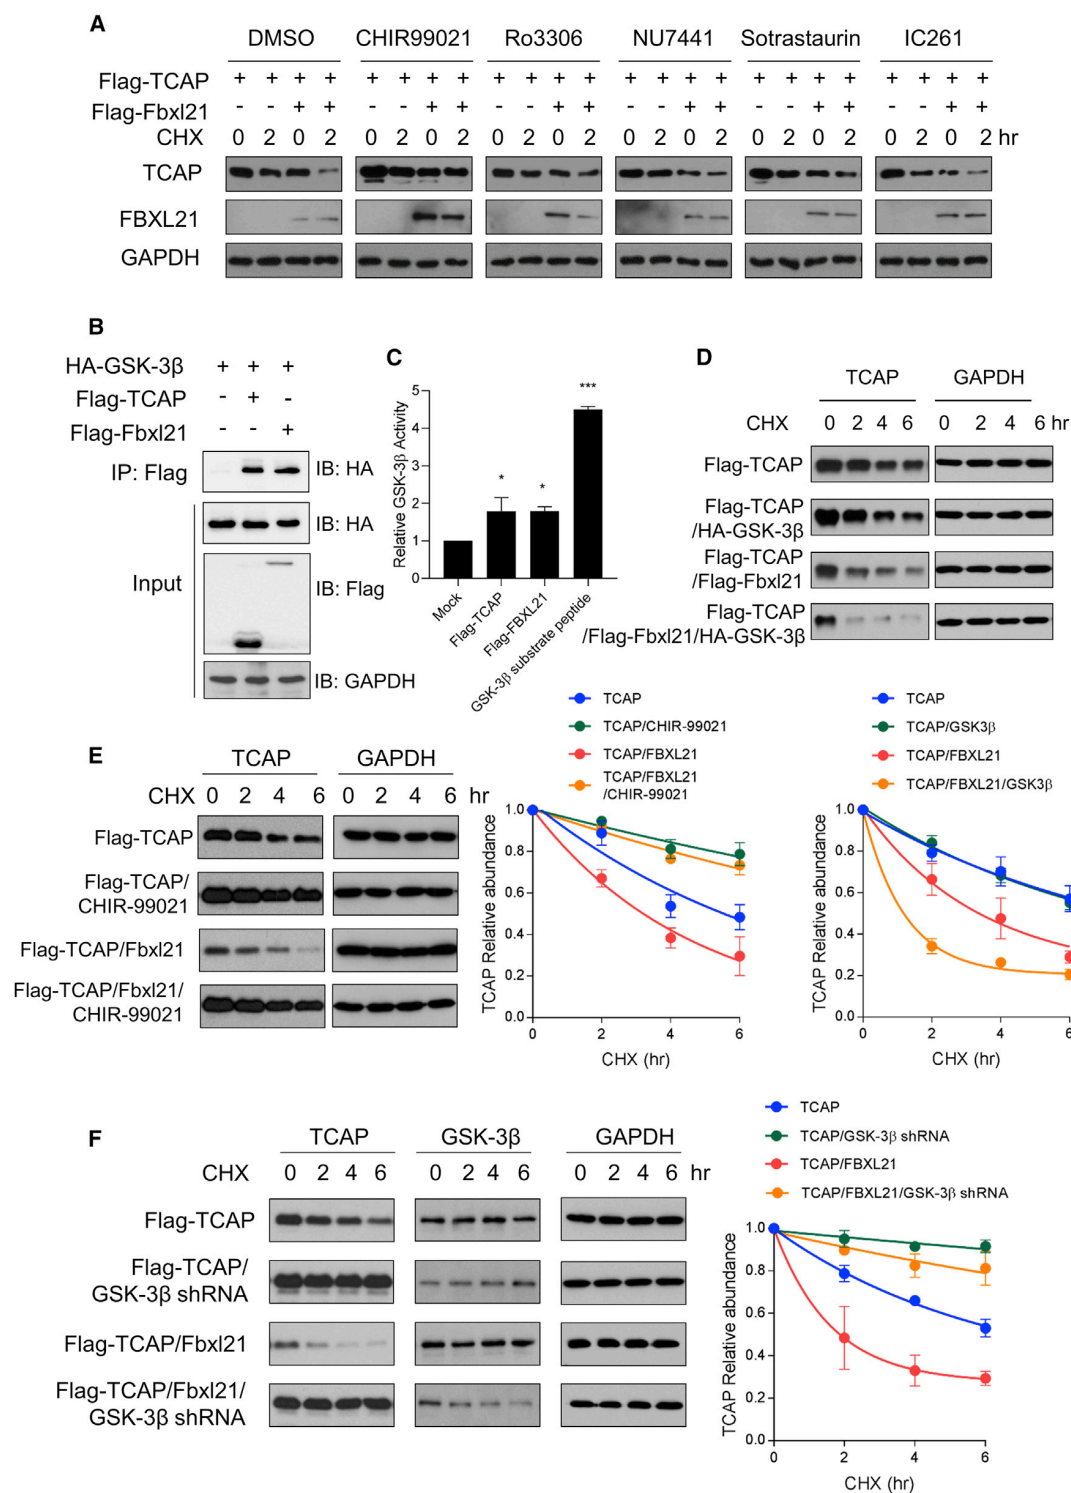 A
DMSO CHIR99021 Ro3306 NU7441 Sotrastaurin IC261
Flag-TCAP + + + + + + + + + + + + + + + + + + + + + + + +
Flag-Fbxl21 - - + + - - + + - - + + - - + + - - + + - - + +
CHX 0 2 0 2 0 2 0 2 0 2 0 2 0 2 0 2 0 2 0 2 0 2 0 2 hr
TCAP
FBXL21
GAPDH
B
HA-GSK-3β + + +
Flag-TCAP - + -
Flag-Fbxl21 - - +
IP: Flag IB: HA
IB: HA
Input
IB: Flag
IB: GAPDH
C
Relative GSK-3β Activity
5
4
3
2
1
0
* * ***
Mock
Flag-TCAP
Flag-FBXL21
GSK-3β substrate peptide
D
TCAP GAPDH
CHX 0 2 4 6 0 2 4 6 hr
Flag-TCAP
Flag-TCAP
/HA-GSK-3β
Flag-TCAP
/Flag-Fbxl21
Flag-TCAP
/Flag-Fbxl21/HA-GSK-3β
E
TCAP GAPDH
CHX 0 2 4 6 0 2 4 6 hr
Flag-TCAP
Flag-TCAP/
CHIR-99021
Flag-TCAP/Fbxl21
Flag-TCAP/Fbxl21/
CHIR-99021
TCAP
TCAP/CHIR-99021
TCAP/FBXL21
TCAP/FBXL21
/CHIR-99021
TCAP Relative abundance
1.0
0.8
0.6
0.4
0.2
0.0
0 2 4 6
CHX (hr)
TCAP
TCAP/GSK3β
TCAP/FBXL21
TCAP/FBXL21/GSK3β
TCAP Relative abundance
1.0
0.8
0.6
0.4
0.2
0.0
0 2 4 6
CHX (hr)
F
TCAP GSK-3β GAPDH
CHX 0 2 4 6 0 2 4 6 0 2 4 6 hr
Flag-TCAP
Flag-TCAP/
GSK-3β shRNA
Flag-TCAP/Fbxl21
Flag-TCAP/Fbxl21/
GSK-3β shRNA
TCAP
TCAP/GSK-3β shRNA
TCAP/FBXL21
TCAP/FBXL21/GSK-3β shRNA
TCAP Relative abundance
1.0
0.8
0.6
0.4
0.2
0.0
0 2 4 6
CHX (hr)